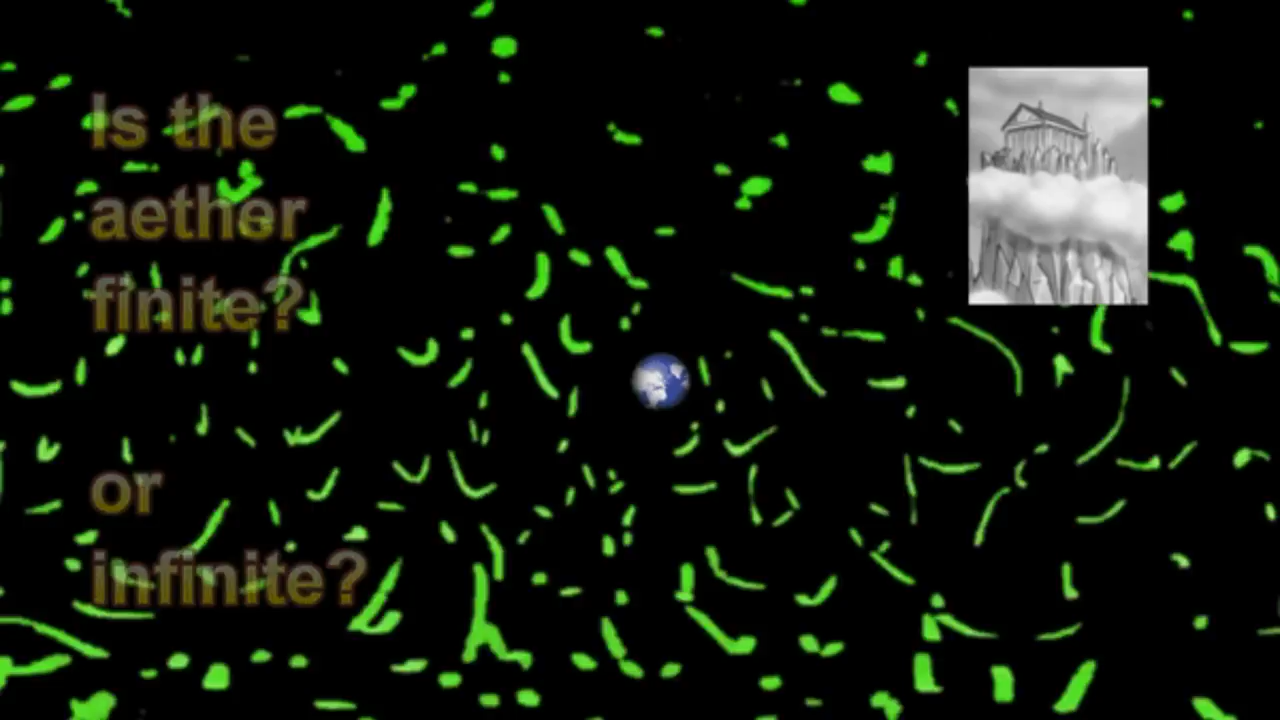 Is the
aether
finite?
or
infinite?